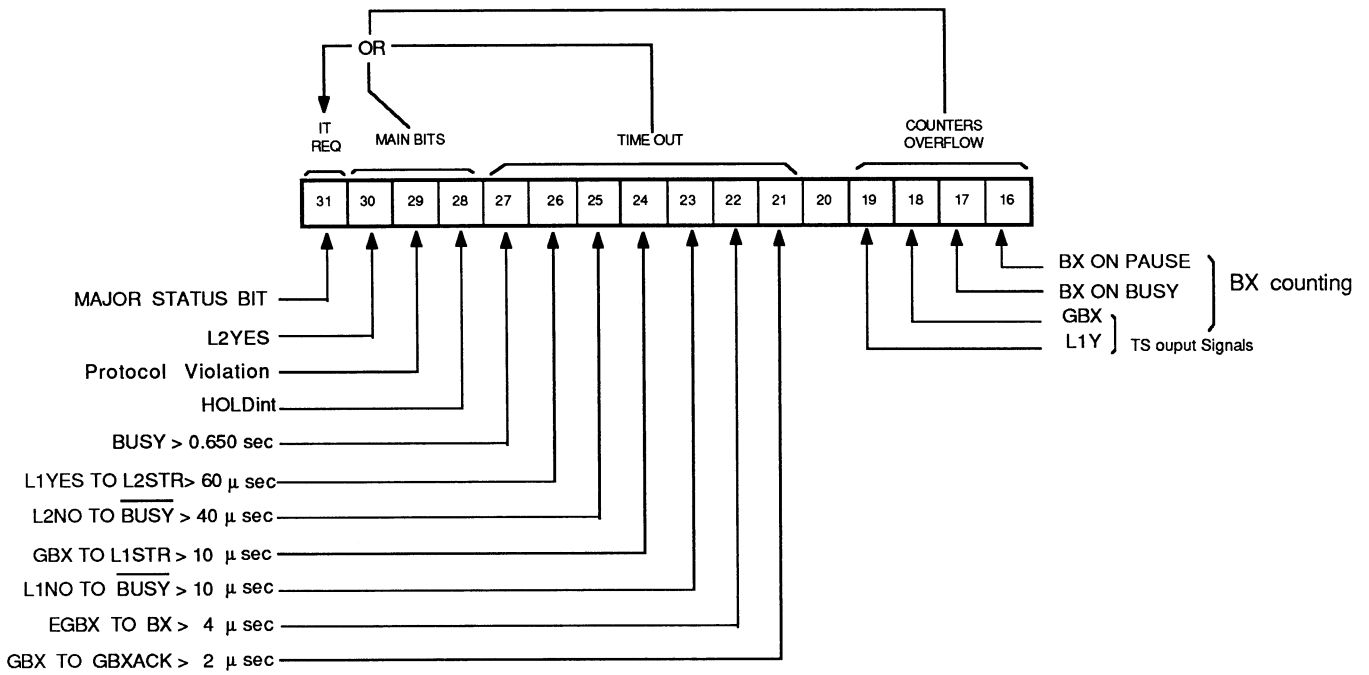 OR
IT
REQ
MAIN BITS
TIME OUT
COUNTERS
OVERFLOW
31 30 29 28 27 26 25 24 23 22 21 20 19 18 17 16
MAJOR STATUS BIT
L2YES
Protocol Violation
HOLDint
BUSY > 0.650 sec
L1YES TO L2STR> 60 μ sec
L2NO TO B̅U̅S̅Y̅ > 40 μ sec
GBX TO L1STR > 10 μ sec
L1NO TO B̅U̅S̅Y̅ > 10 μ sec
EGBX TO BX > 4 μ sec
GBX TO GBXACK > 2 μ sec
BX ON PAUSE
BX ON BUSY
GBX
L1Y
TS ouput Signals
BX counting